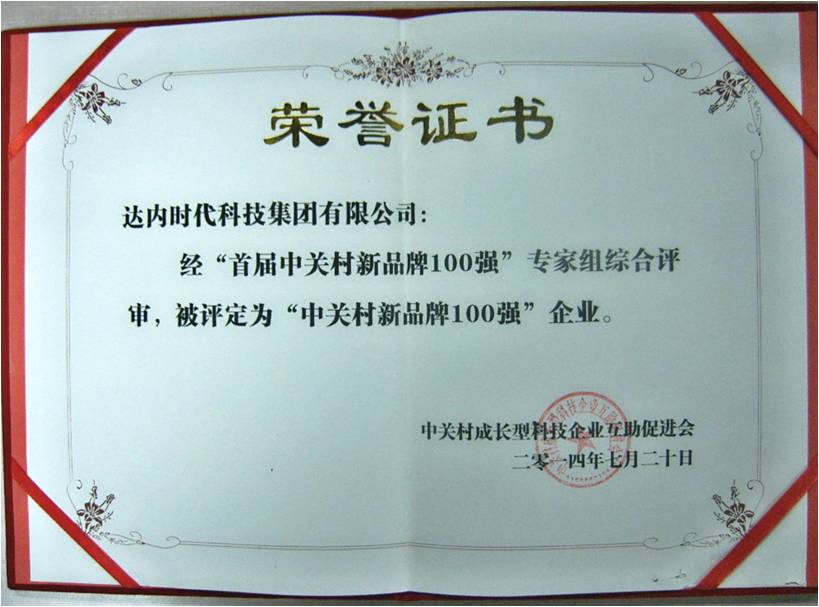 荣誉证书
达内时代科技集团有限公司：
经“首届中关村新品牌100强”专家组综合评
审，被评定为“中关村新品牌100强”企业。
中关村成长型科技企业互助促进会
二零一四年七月二十日